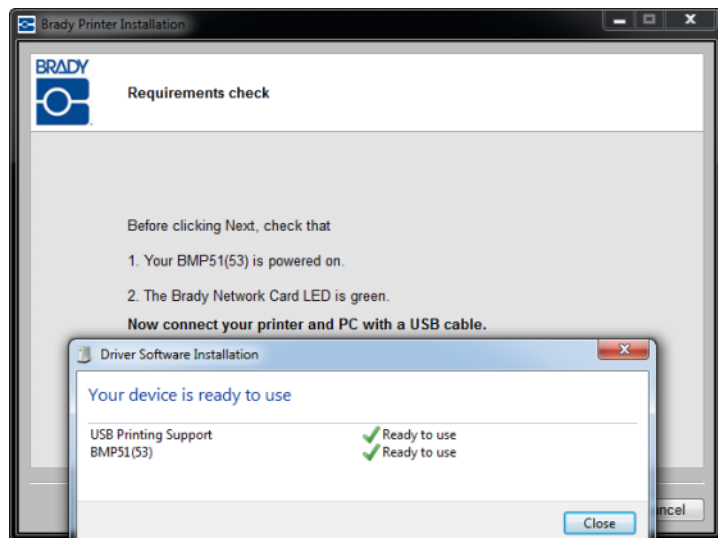 Brady Printer Installation
BRADY
Requirements check
Before clicking Next, check that
1. Your BMP51(53) is powered on.
2. The Brady Network Card LED is green.
Now connect your printer and PC with a USB cable.
Driver Software Installation
Your device is ready to use
USB Printing Support Ready to use
BMP51(53) Ready to use
ncel
Close